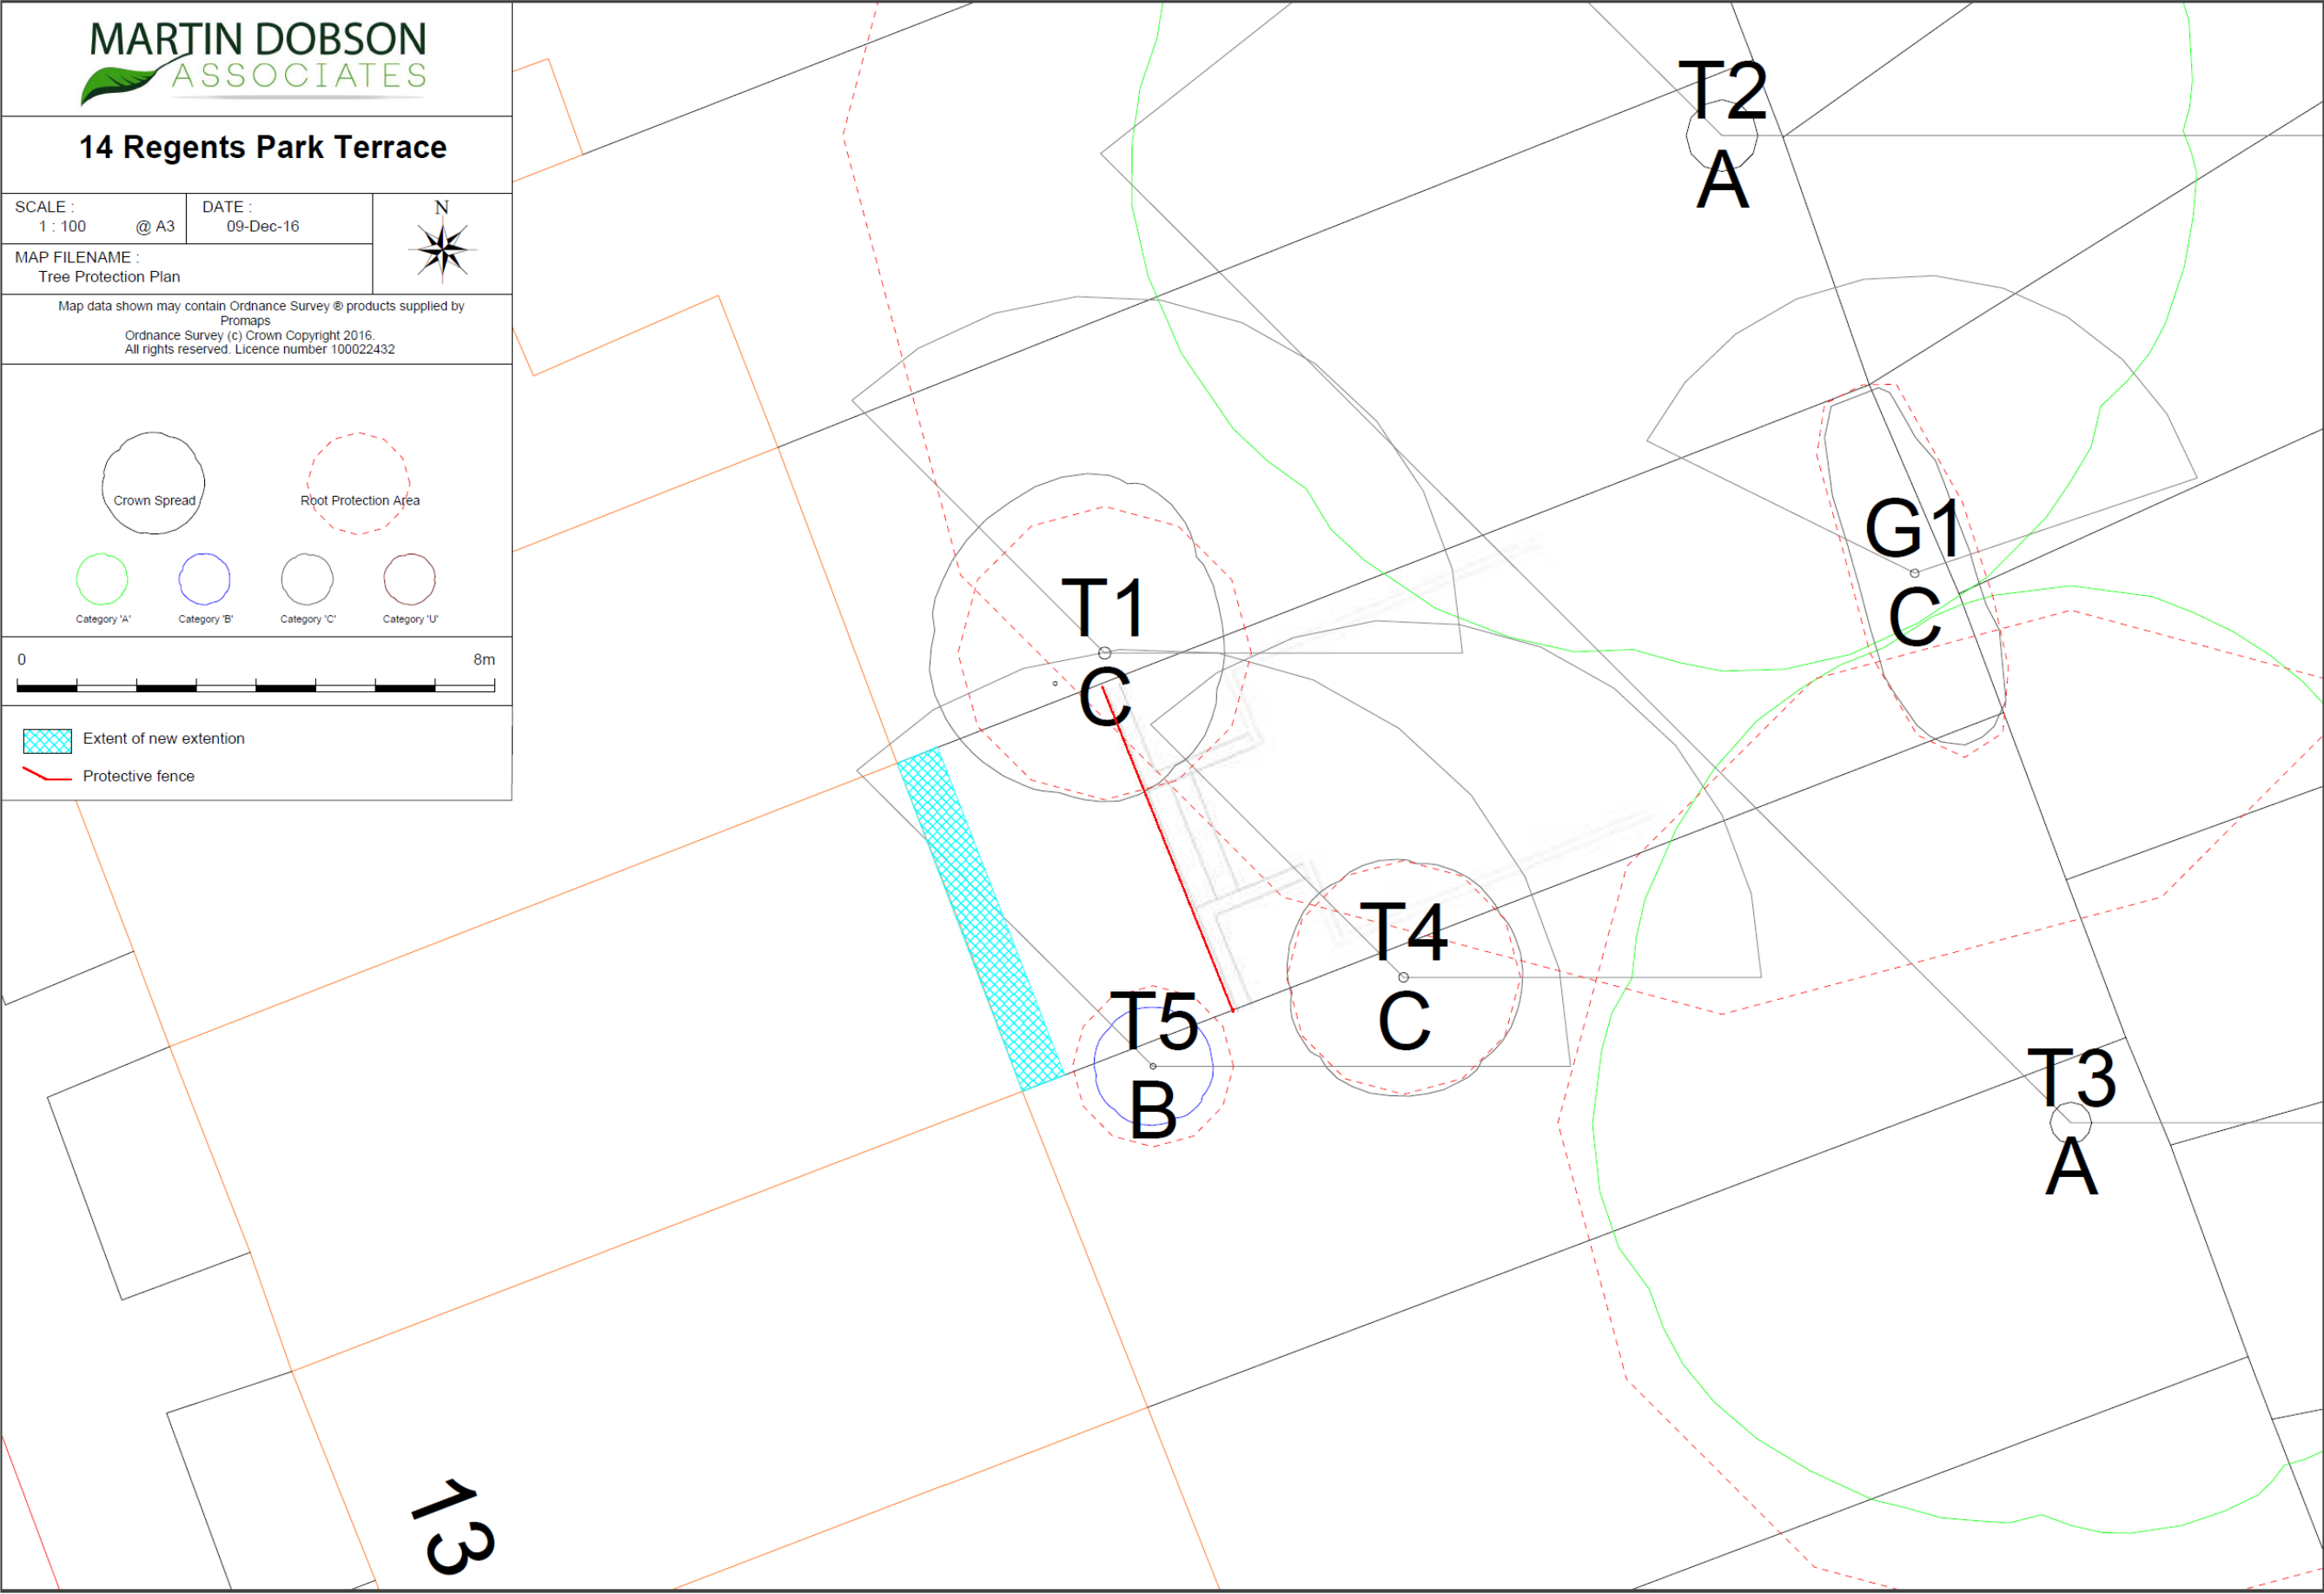 MARTIN DOBSON
ASSOCIATES
14 Regents Park Terrace
SCALE :
1 : 100 @ A3
DATE :
09-Dec-16
N
MAP FILENAME :
Tree Protection Plan
Map data shown may contain Ordnance Survey ® products supplied by
Promaps
Ordnance Survey (c) Crown Copyright 2016.
All rights reserved. Licence number 100022432
Crown Spread
Root Protection Area
Category 'A'
Category 'B'
Category 'C'
Category 'U'
0 8m
Extent of new extention
Protective fence
T2
A
G1
C
T1
C
T4
C
T5
B
T3
A
13